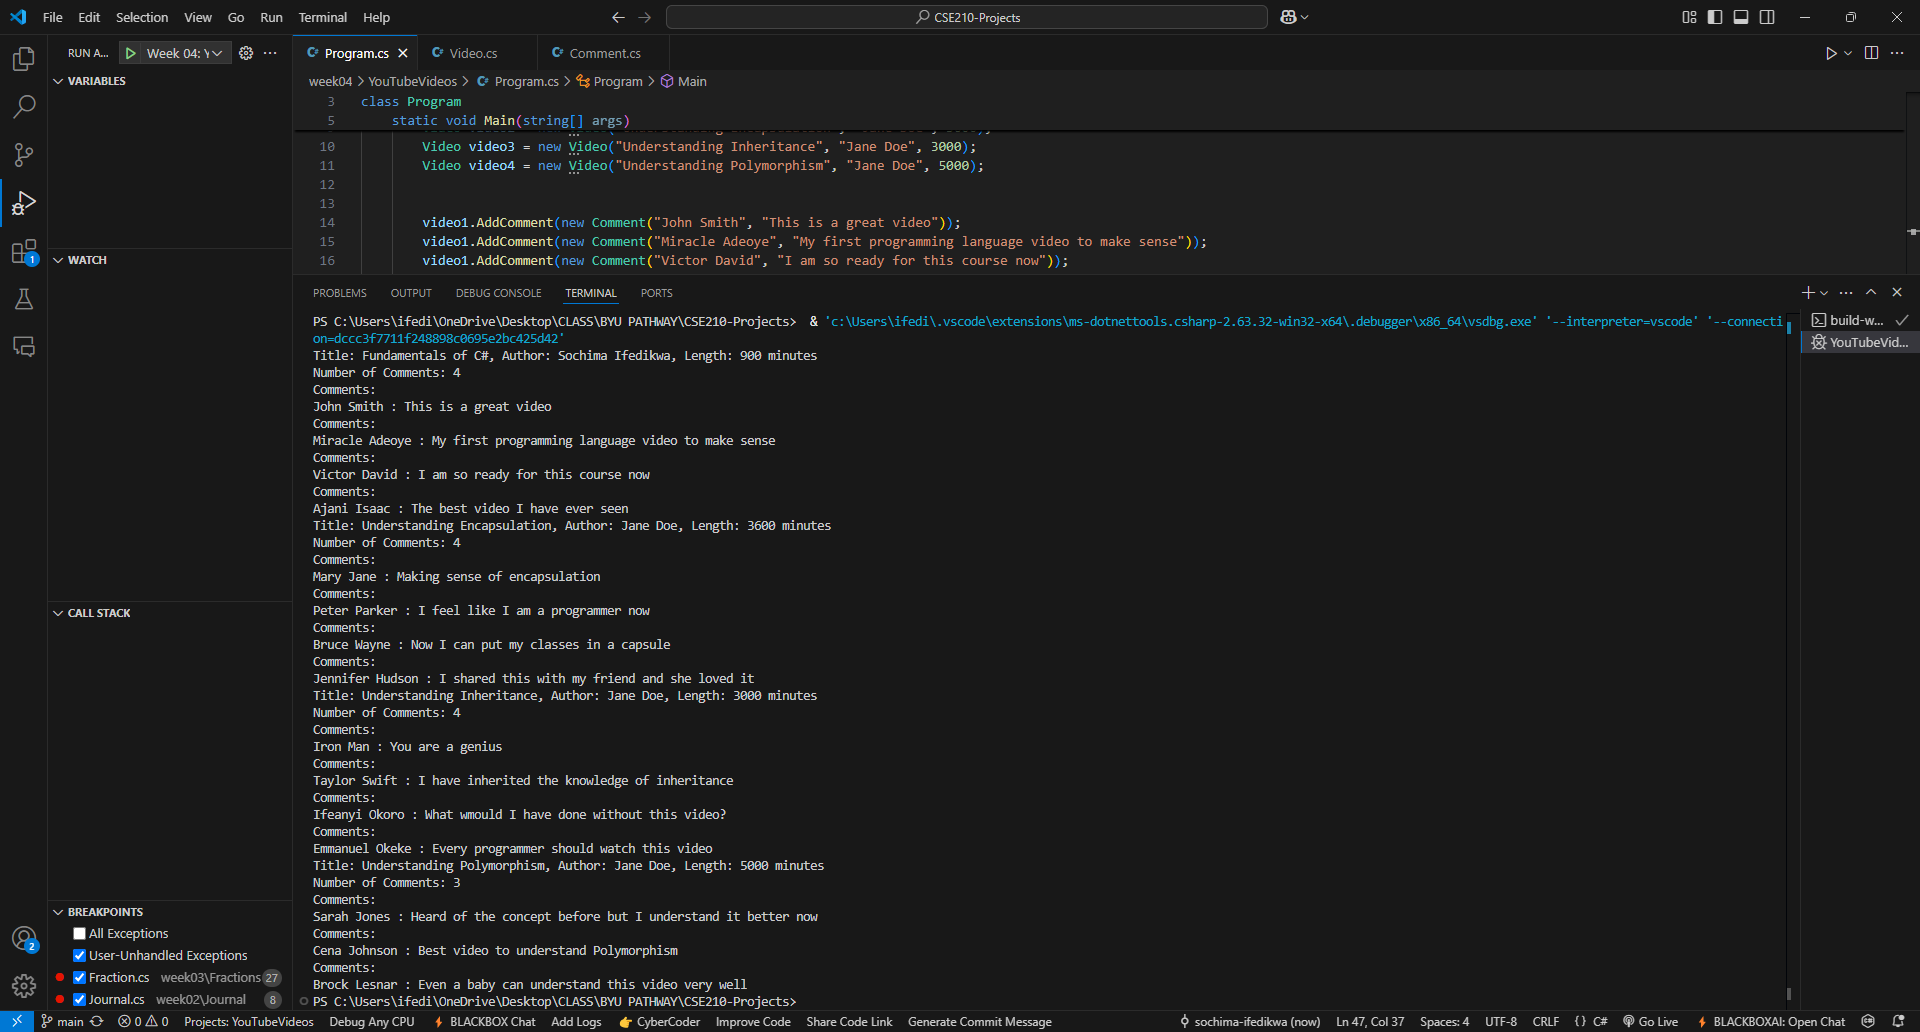 File Edit Selection View Go Run Terminal Help
CSE210-Projects
RUN A... Week 04: Y
Program.cs Video.cs Comment.cs
VARIABLES
WATCH
CALL STACK
BREAKPOINTS
All Exceptions
User-Unhandled Exceptions
Fraction.cs week03\Fractions 27
Journal.cs week02\Journal 8
1
2
week04 > YouTubeVideos > Program.cs > Program > Main
3 class Program
5 static void Main(string[] args)
10 Video video3 = new Video("Understanding Inheritance", "Jane Doe", 3000);
11 Video video4 = new Video("Understanding Polymorphism", "Jane Doe", 5000);
12
13
14 video1.AddComment(new Comment("John Smith", "This is a great video"));
15 video1.AddComment(new Comment("Miracle Adeoye", "My first programming language video to make sense"));
16 video1.AddComment(new Comment("Victor David", "I am so ready for this course now"));
PROBLEMS OUTPUT DEBUG CONSOLE TERMINAL PORTS
build-w...
YouTubeVid...
PS C:\Users\ifedi\OneDrive\Desktop\CLASS\BYU PATHWAY\CSE210-Projects> & 'c:\Users\ifedi\.vscode\extensions\ms-dotnettools.csharp-2.63.32-win32-x64\.debugger\x86_64\vsdbg.exe' '--interpreter=vscode' '--connecti
on=dccc3f7711f248898c0695e2bc425d42'
Title: Fundamentals of C#, Author: Sochima Ifedikwa, Length: 900 minutes
Number of Comments: 4
Comments:
John Smith : This is a great video
Comments:
Miracle Adeoye : My first programming language video to make sense
Comments:
Victor David : I am so ready for this course now
Comments:
Ajani Isaac : The best video I have ever seen
Title: Understanding Encapsulation, Author: Jane Doe, Length: 3600 minutes
Number of Comments: 4
Comments:
Mary Jane : Making sense of encapsulation
Comments:
Peter Parker : I feel like I am a programmer now
Comments:
Bruce Wayne : Now I can put my classes in a capsule
Comments:
Jennifer Hudson : I shared this with my friend and she loved it
Title: Understanding Inheritance, Author: Jane Doe, Length: 3000 minutes
Number of Comments: 4
Comments:
Iron Man : You are a genius
Comments:
Taylor Swift : I have inherited the knowledge of inheritance
Comments:
Ifeanyi Okoro : What wmould I have done without this video?
Comments:
Emmanuel Okeke : Every programmer should watch this video
Title: Understanding Polymorphism, Author: Jane Doe, Length: 5000 minutes
Number of Comments: 3
Comments:
Sarah Jones : Heard of the concept before but I understand it better now
Comments:
Cena Johnson : Best video to understand Polymorphism
Comments:
Brock Lesnar : Even a baby can understand this video very well
PS C:\Users\ifedi\OneDrive\Desktop\CLASS\BYU PATHWAY\CSE210-Projects>
main 0 0 Projects: YouTubeVideos Debug Any CPU BLACKBOX Chat Add Logs CyberCoder Improve Code Share Code Link Generate Commit Message sochima-ifedikwa (now) Ln 47, Col 37 Spaces: 4 UTF-8 CRLF {} C# Go Live BLACKBOXAI: Open Chat